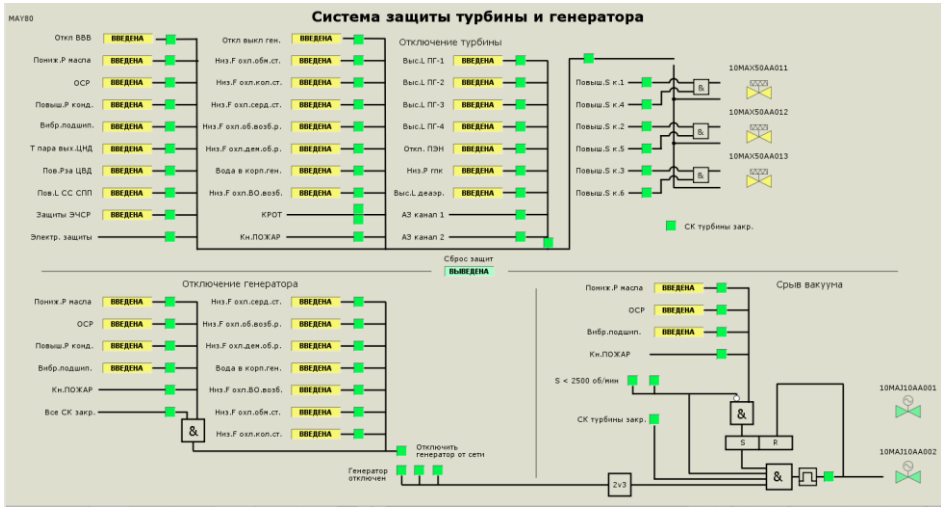 MAY80
Система защиты турбины и генератора
Откл ВВВ ВВЕДЕНА
Пониж.Р масла ВВЕДЕНА
ОСР ВВЕДЕНА
Повыш.Р конд. ВВЕДЕНА
Вибр.подшип. ВВЕДЕНА
Т пара вых.ЦНД ВВЕДЕНА
Пов.Рза ЦВД ВВЕДЕНА
Пов.L СС СПП ВВЕДЕНА
Защиты ЭЧСР ВВЕДЕНА
Электр. защиты
Откл выкл ген. ВВЕДЕНА
Низ.F охл.обм.ст. ВВЕДЕНА
Низ.F охл.кол.ст. ВВЕДЕНА
Низ.F охл.серд.ст. ВВЕДЕНА
Низ.F охл.об.возб.р. ВВЕДЕНА
Низ.F охл.дем.об.р. ВВЕДЕНА
Вода в корп.ген. ВВЕДЕНА
Низ.F охл.ВО.возб. ВВЕДЕНА
КРОТ
Кн.ПОЖАР
Отключение турбины
Выс.L ПГ-1 ВВЕДЕНА
Выс.L ПГ-2 ВВЕДЕНА
Выс.L ПГ-3 ВВЕДЕНА
Выс.L ПГ-4 ВВЕДЕНА
Откл. ПЭН ВВЕДЕНА
Низ.Р гпк ВВЕДЕНА
Выс.L деаэр. ВВЕДЕНА
АЗ канал 1
АЗ канал 2
Повыш.S к.1
&
10MAX50AA011
Повыш.S к.4
Повыш.S к.2
&
10MAX50AA012
Повыш.S к.5
Повыш.S к.3
&
10MAX50AA013
Повыш.S к.6
СК турбины закр.
Сброс защит
ВЫВЕДЕНА
Отключение генератора
Пониж.Р масла ВВЕДЕНА
ОСР ВВЕДЕНА
Повыш.Р конд. ВВЕДЕНА
Вибр.подшип. ВВЕДЕНА
Кн.ПОЖАР
Все СК закр.
&
Низ.F охл.серд.ст. ВВЕДЕНА
Низ.F охл.об.возб.р. ВВЕДЕНА
Низ.F охл.дем.об.р. ВВЕДЕНА
Вода в корп.ген. ВВЕДЕНА
Низ.F охл.ВО.возб. ВВЕДЕНА
Низ.F охл.обм.ст. ВВЕДЕНА
Низ.F охл.кол.ст. ВВЕДЕНА
Отключить
генератор от сети
Генератор
отключен
2v3
Срыв вакуума
Пониж.Р масла ВВЕДЕНА
ОСР ВВЕДЕНА
Вибр.подшип. ВВЕДЕНА
Кн.ПОЖАР
S < 2500 об/мин
&
СК турбины закр.
S R
&
10MAJ10AA001
10MAJ10AA002